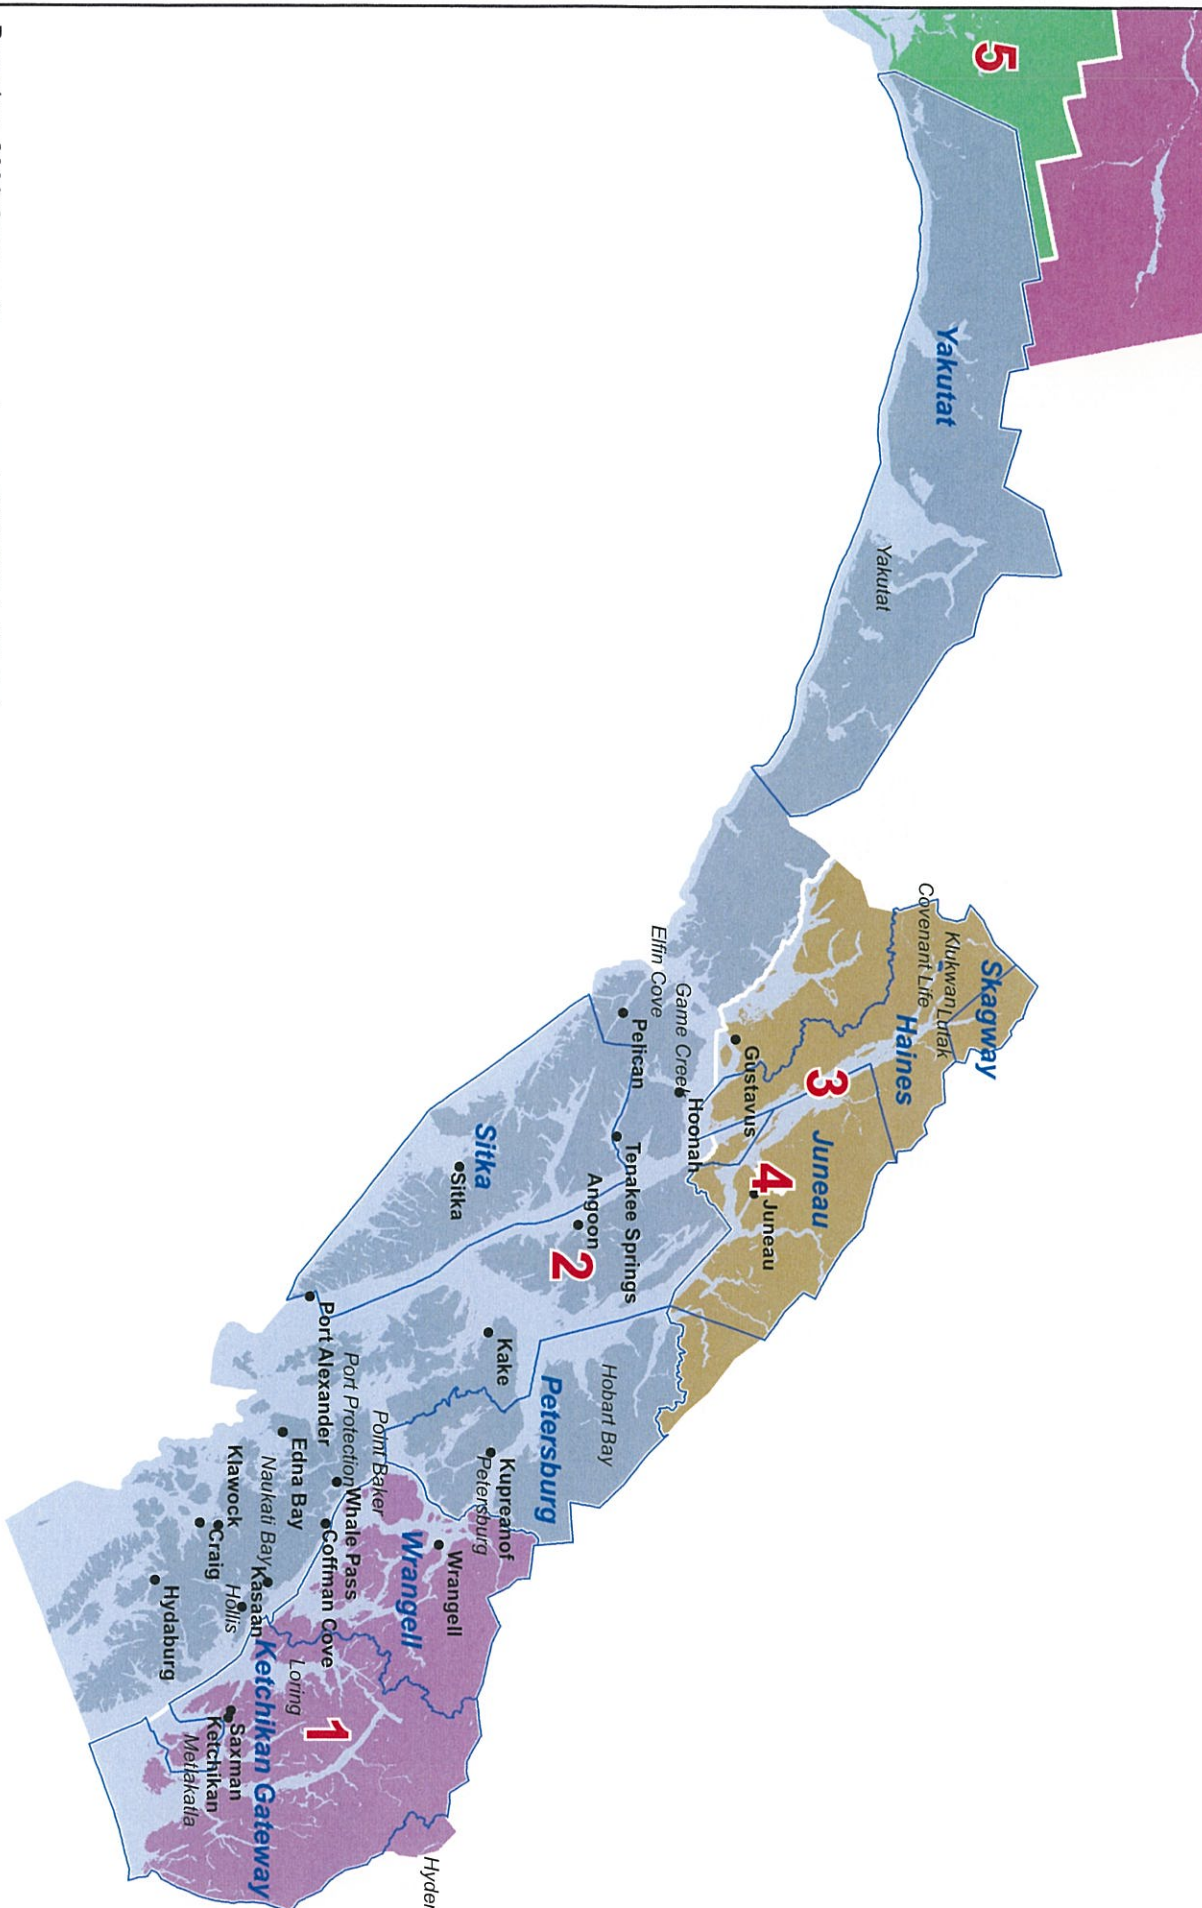 5
Yakutat
Yakutat
Skagway
Klukwan
Lutak
Covenant Life
Haines
3
Gustavus
Elfin Cove
Game Creek
Pelican
Hoonah
Juneau
4
Juneau
Tenakee Springs
Angoon
2
Sitka
Sitka
Port Alexander
Kake
Hobart Bay
Petersburg
Kupreanof
Petersburg
Point Baker
Port Protection
Whale Pass
Edna Bay
Naukati Bay
Coffman Cove
Klawock
Craig
Kasaan
Hollis
Hydaburg
Wrangell
Wrangell
Loring
1
Ketchikan Gateway
Saxman
Ketchikan
Metlakatla
Hyder